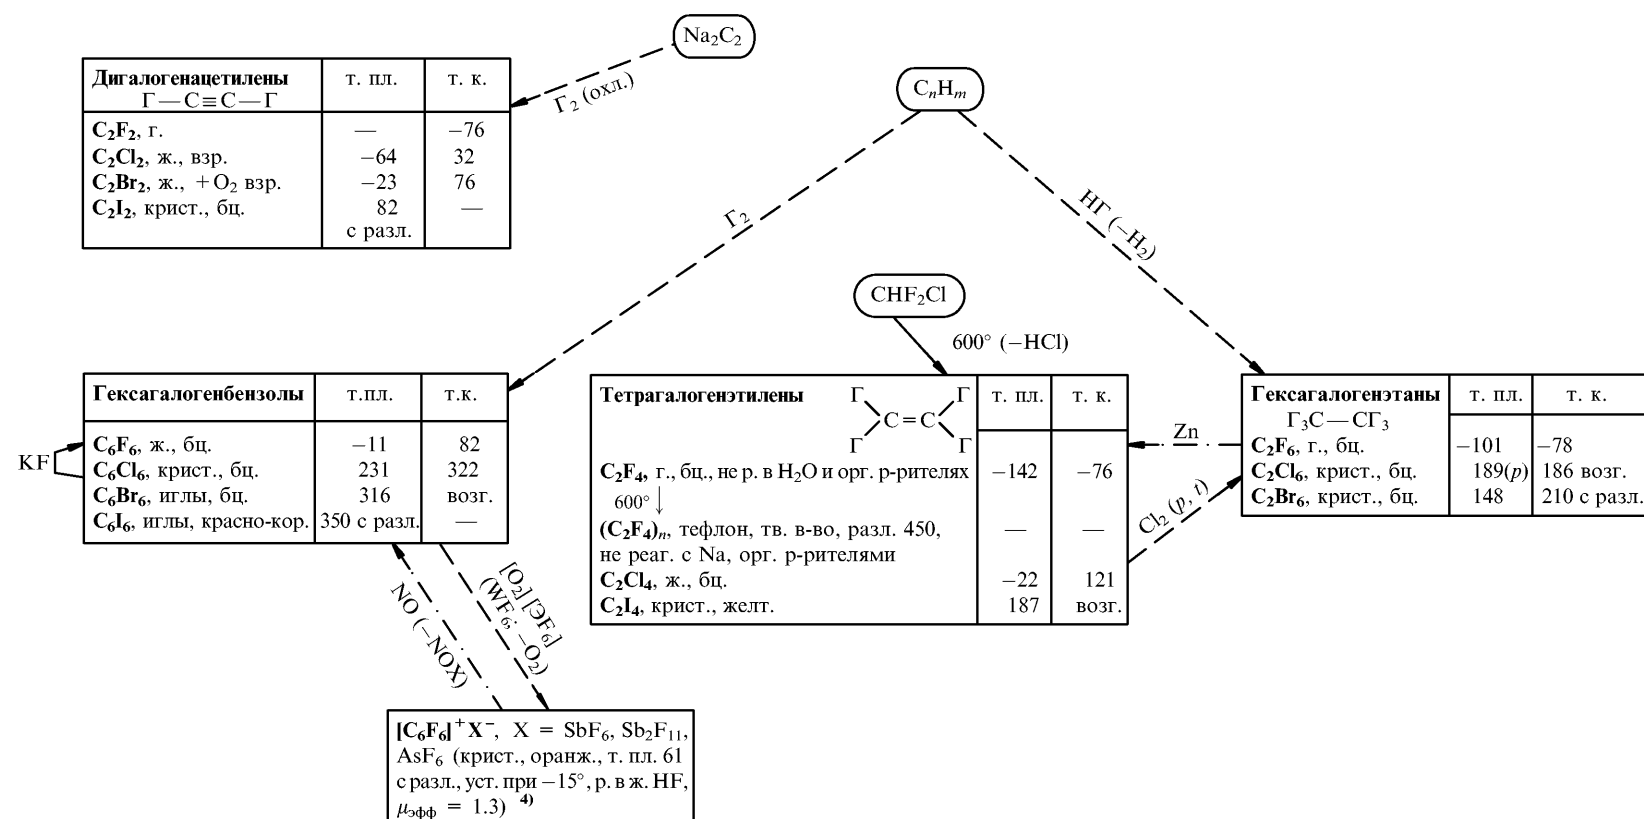 Na₂C₂
Дигалогенацетилены т. пл. т. к.
Г—C≡C—Г
C₂F₂, г. — −76
C₂Cl₂, ж., взр. −64 32
C₂Br₂, ж., +O₂ взр. −23 76
C₂I₂, крист., бц. 82 —
с разл.
Г₂ (охл.)
CₙHₘ
Г₂
НГ (−H₂)
CHF₂Cl
600° (−HCl)
Гексагалогенбензолы т.пл. т.к.
C₆F₆, ж., бц. −11 82
C₆Cl₆, крист., бц. 231 322
C₆Br₆, иглы, бц. 316 возг.
C₆I₆, иглы, красно-кор. 350 с разл. —
KF
Тетрагалогенэтилены т. пл. т. к.
Г Г
C=C
Г Г
C₂F₄, г., бц., не р. в H₂O и орг. р-рителях −142 −76
600° ↓
(C₂F₄)ₙ, тефлон, тв. в-во, разл. 450, — —
не реаг. с Na, орг. р-рителями
C₂Cl₄, ж., бц. −22 121
C₂I₄, крист., желт. 187 возг.
Zn
Cl₂ (p, t)
Гексагалогенэтаны т. пл. т. к.
Г₃C—CГ₃
C₂F₆, г., бц. −101 −78
C₂Cl₆, крист., бц. 189(p) 186 возг.
C₂Br₆, крист., бц. 148 210 с разл.
NO (−NOX)
[O₂][ЭF₆]
(WF₆; −O₂)
[C₆F₆]⁺X⁻, X = SbF₆, Sb₂F₁₁,
AsF₆ (крист., оранж., т. пл. 61
с разл., уст. при −15°, р. в ж. HF,
μэфф = 1.3) ⁴⁾